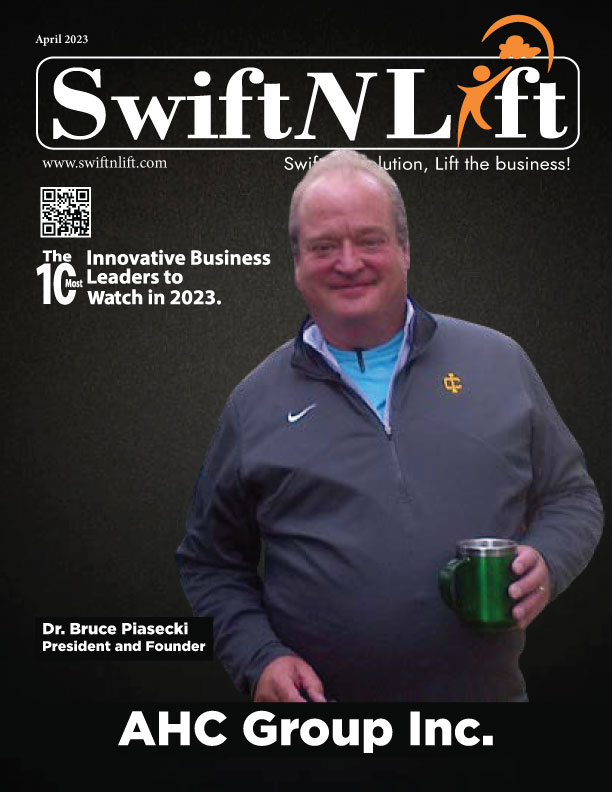 April 2023
SwiftNLift
www.swiftnlift.com
lution, Lift the business!
The
10
Most
Innovative Business
Leaders to
Watch in 2023.
Dr. Bruce Piasecki
President and Founder
AHC Group Inc.